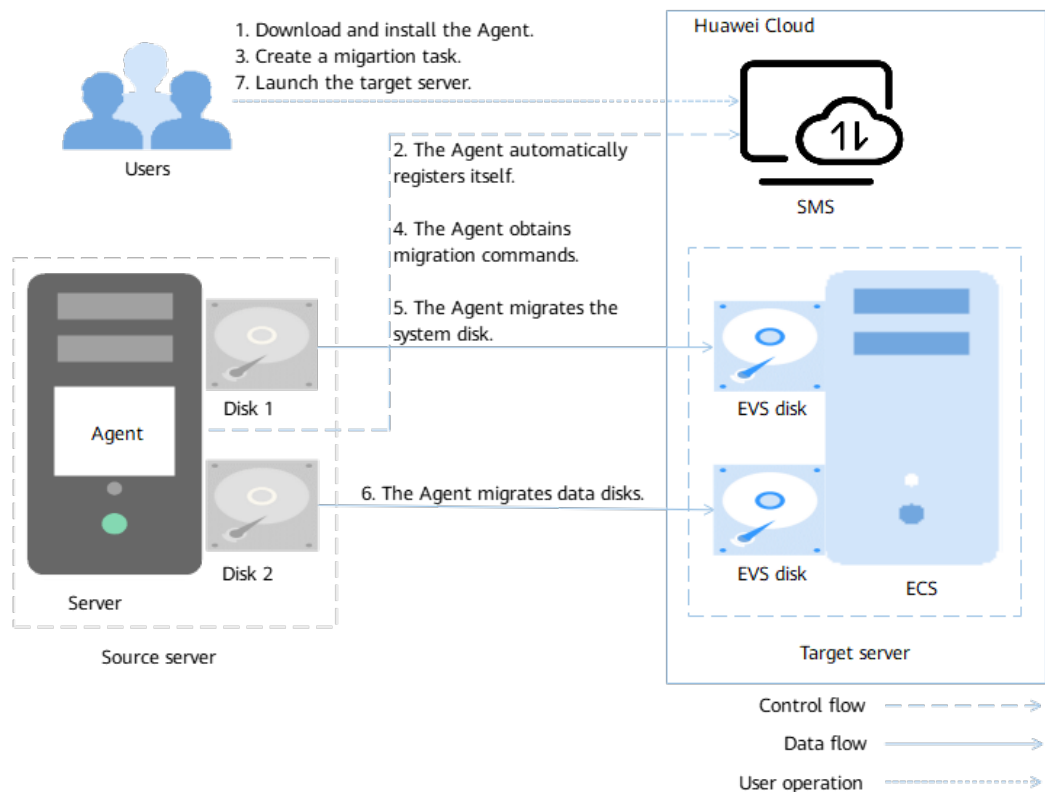 1. Download and install the Agent.
3. Create a migartion task.
7. Launch the target server.
Users
Huawei Cloud
SMS
2. The Agent automatically
registers itself.
4. The Agent obtains
migration commands.
5. The Agent migrates the
system disk.
Agent
Disk 1
EVS disk
6. The Agent migrates data disks.
Disk 2
EVS disk
Server
ECS
Source server
Target server
Control flow
Data flow
User operation